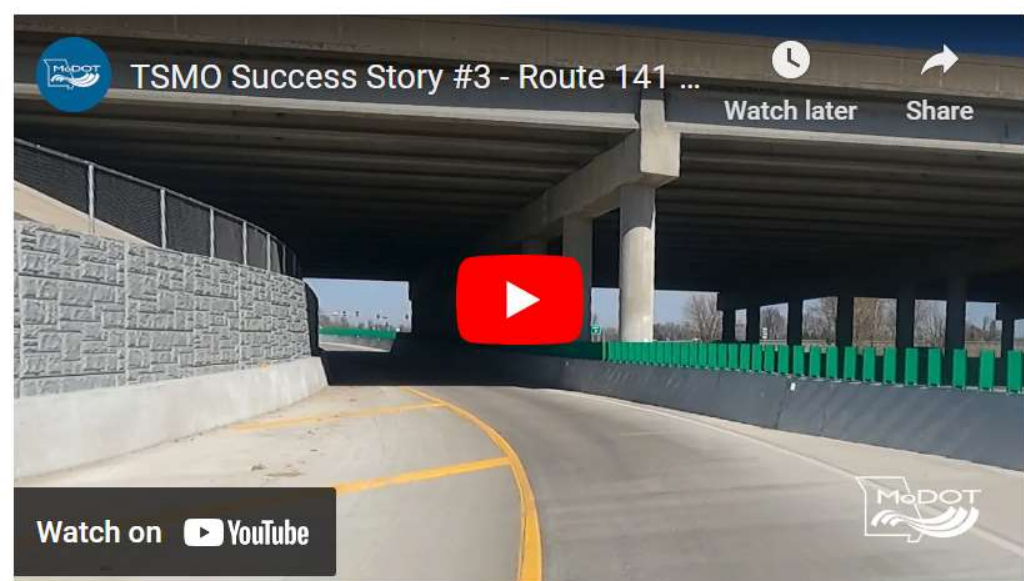 MoDOT
TSMO Success Story #3 - Route 141 ...
Watch later
Share
MoDOT
Watch on YouTube